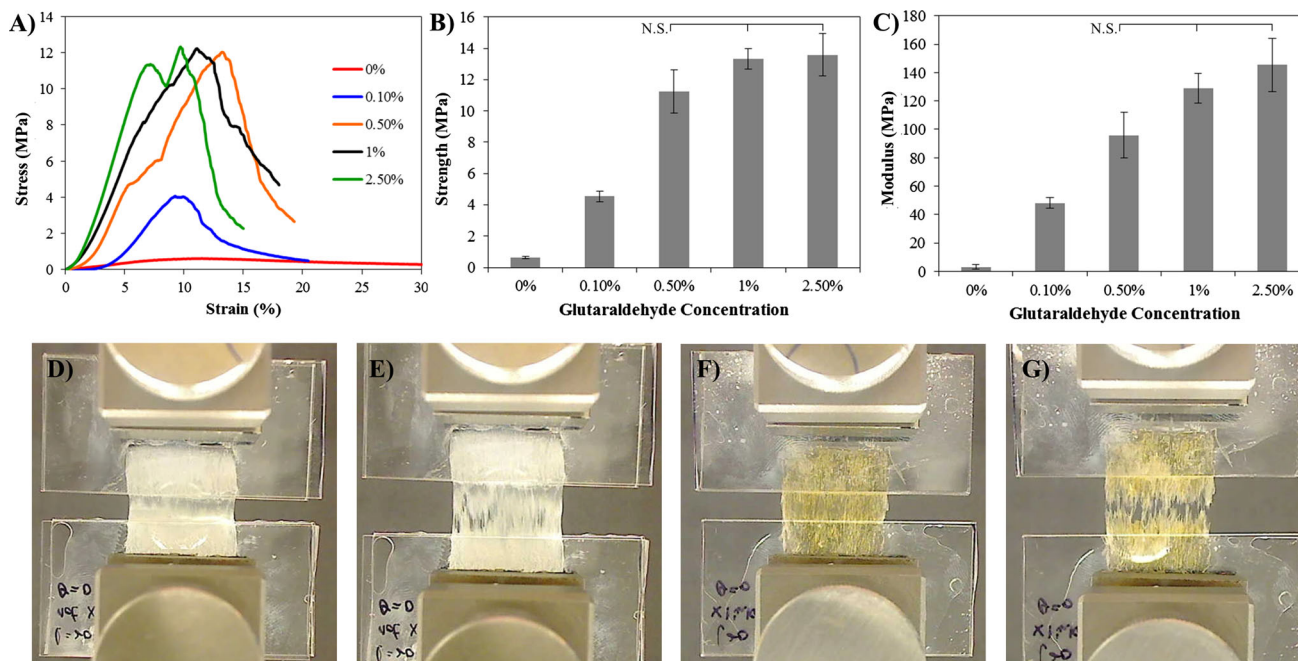 A)
Stress (MPa)
14
12
10
8
6
4
2
0
0 5 10 15 20 25 30
Strain (%)
0%
0.10%
0.50%
1%
2.50%
B)
N.S.
Strength (MPa)
16
14
12
10
8
6
4
2
0
0% 0.10% 0.50% 1% 2.50%
Glutaraldehyde Concentration
C)
N.S.
Modulus (MPa)
180
160
140
120
100
80
60
40
20
0
0% 0.10% 0.50% 1% 2.50%
Glutaraldehyde Concentration
D)
θ=0
E)
θ=0
F)
θ=0
G)
θ=0